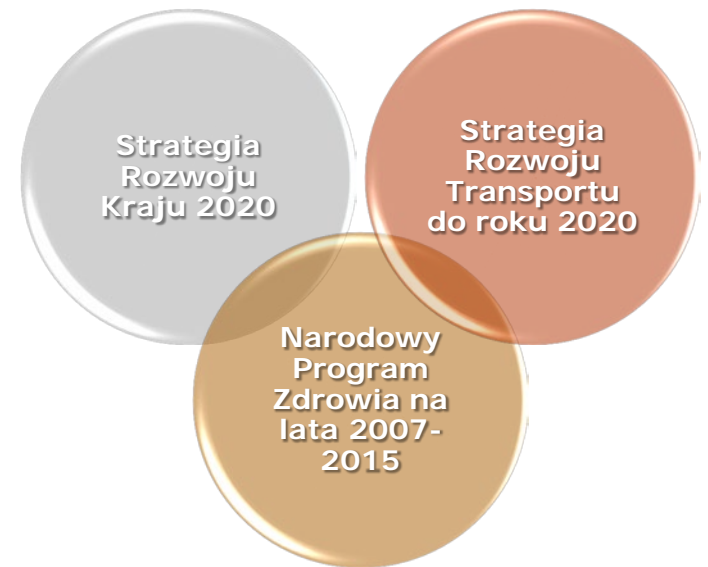 Strategia
Rozwoju
Kraju 2020
Strategia
Rozwoju
Transportu
do roku 2020
Narodowy
Program
Zdrowia na
lata 2007-
2015